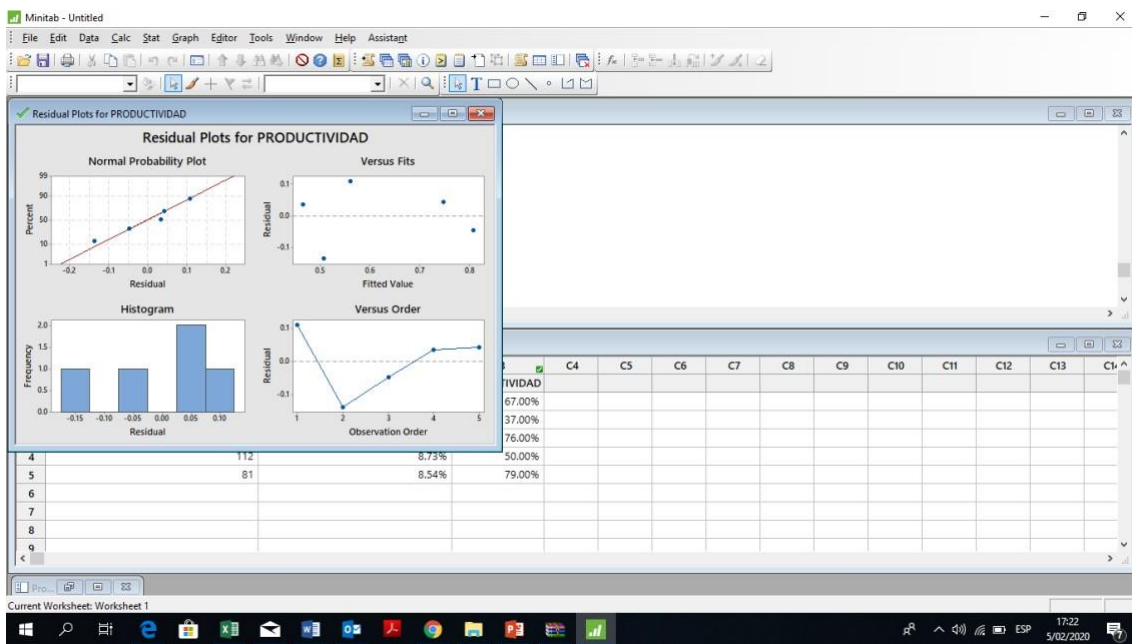 Minitab - Untitled
File Edit Data Calc Stat Graph Editor Tools Window Help Assistant
Residual Plots for PRODUCTIVIDAD
Residual Plots for PRODUCTIVIDAD
Normal Probability Plot
99
90
50
10
1
Percent
-0.2 -0.1 0.0 0.1 0.2
Residual
Versus Fits
0.1
0.0
-0.1
Residual
0.5 0.6 0.7 0.8
Fitted Value
Histogram
2.0
1.5
1.0
0.5
0.0
Frequency
-0.15 -0.10 -0.05 0.00 0.05 0.10
Residual
Versus Order
0.1
0.0
-0.1
Residual
1 2 3 4 5
Observation Order
C4 C5 C6 C7 C8 C9 C10 C11 C12 C13
TIVIDAD
67.00%
37.00%
76.00%
4 112 8.73% 50.00%
5 81 8.54% 79.00%
6
7
8
9
Pro...
Current Worksheet: Worksheet 1
ESP
17:22
5/02/2020